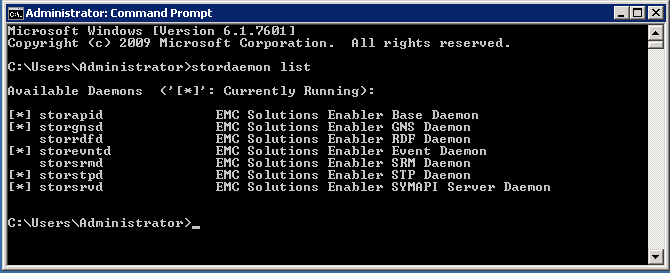 Administrator: Command Prompt
Microsoft Windows [Version 6.1.7601]
Copyright (c) 2009 Microsoft Corporation.  All rights reserved.
C:\Users\Administrator>stordaemon list
Available Daemons  ('[*]': Currently Running):
[*] storapid              EMC Solutions Enabler Base Daemon
[*] storgnsd              EMC Solutions Enabler GNS Daemon
    storrdfd              EMC Solutions Enabler RDF Daemon
[*] storevntd             EMC Solutions Enabler Event Daemon
    storsrmd              EMC Solutions Enabler SRM Daemon
[*] storstpd              EMC Solutions Enabler STP Daemon
[*] storsrvd              EMC Solutions Enabler SYMAPI Server Daemon
C:\Users\Administrator>_